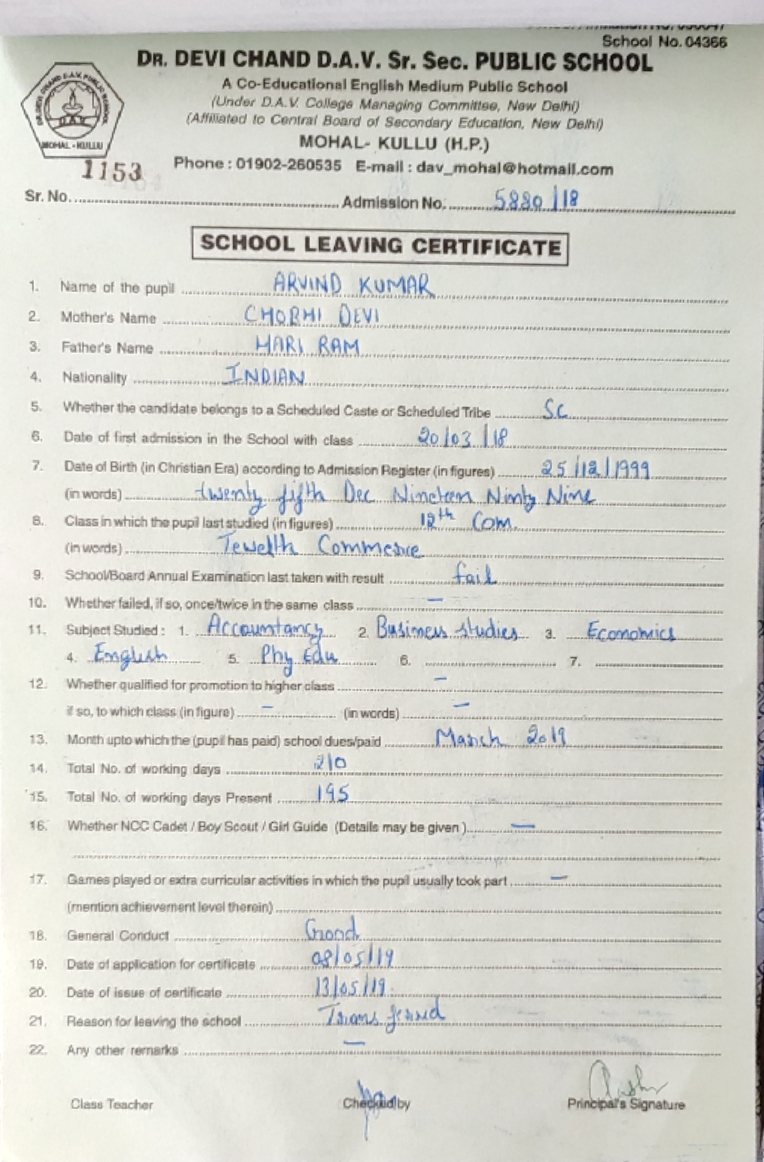 School No. 04366
DR. DEVI CHAND D.A.V. Sr. Sec. PUBLIC SCHOOL
A Co-Educational English Medium Public School
(Under D.A.V. College Managing Committee, New Delhi)
(Affiliated to Central Board of Secondary Education, New Delhi)
MOHAL - KULLU
MOHAL- KULLU (H.P.)
1153
Phone : 01902-260535 E-mail : dav_mohal@hotmail.com
Sr. No. Admission No. 5880/18
SCHOOL LEAVING CERTIFICATE
1. Name of the pupil ARVIND KUMAR
2. Mother's Name CHORHI DEVI
3. Father's Name HARI RAM
4. Nationality INDIAN
5. Whether the candidate belongs to a Scheduled Caste or Scheduled Tribe SC
6. Date of first admission in the School with class 20/03/18
7. Date of Birth (in Christian Era) according to Admission Register (in figures) 25/12/1999
(in words) twenty fifth Dec Nineteen Ninty Nine
8. Class in which the pupil last studied (in figures) 12th Com.
(in words) Tewelth Commerce
9. School/Board Annual Examination last taken with result fail
10. Whether failed, if so, once/twice in the same class –
11. Subject Studied : 1. Accountancy 2. Business studies 3. Economics
4. English 5. Phy Edu 6. 7.
12. Whether qualified for promotion to higher class –
if so, to which class (in figure) – (in words) –
13. Month upto which the (pupil has paid) school dues/paid March 2019
14. Total No. of working days 210
15. Total No. of working days Present 195
16. Whether NCC Cadet / Boy Scout / Girl Guide (Details may be given ) –
17. Games played or extra curricular activities in which the pupil usually took part –
(mention achievement level therein)
18. General Conduct Good
19. Date of application for certificate 08/05/19
20. Date of issue of certificate 13/05/19
21. Reason for leaving the school
22. Any other remarks –
Class Teacher Checked by Principal's Signature